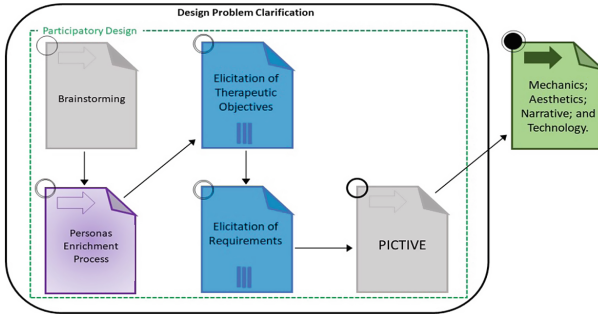 Design Problem Clarification
Participatory Design
Brainstorming
Elicitation of
Therapeutic
Objectives
Mechanics;
Aesthetics;
Narrative; and
Technology.
Personas
Enrichment
Process
Elicitation of
Requirements
PICTIVE